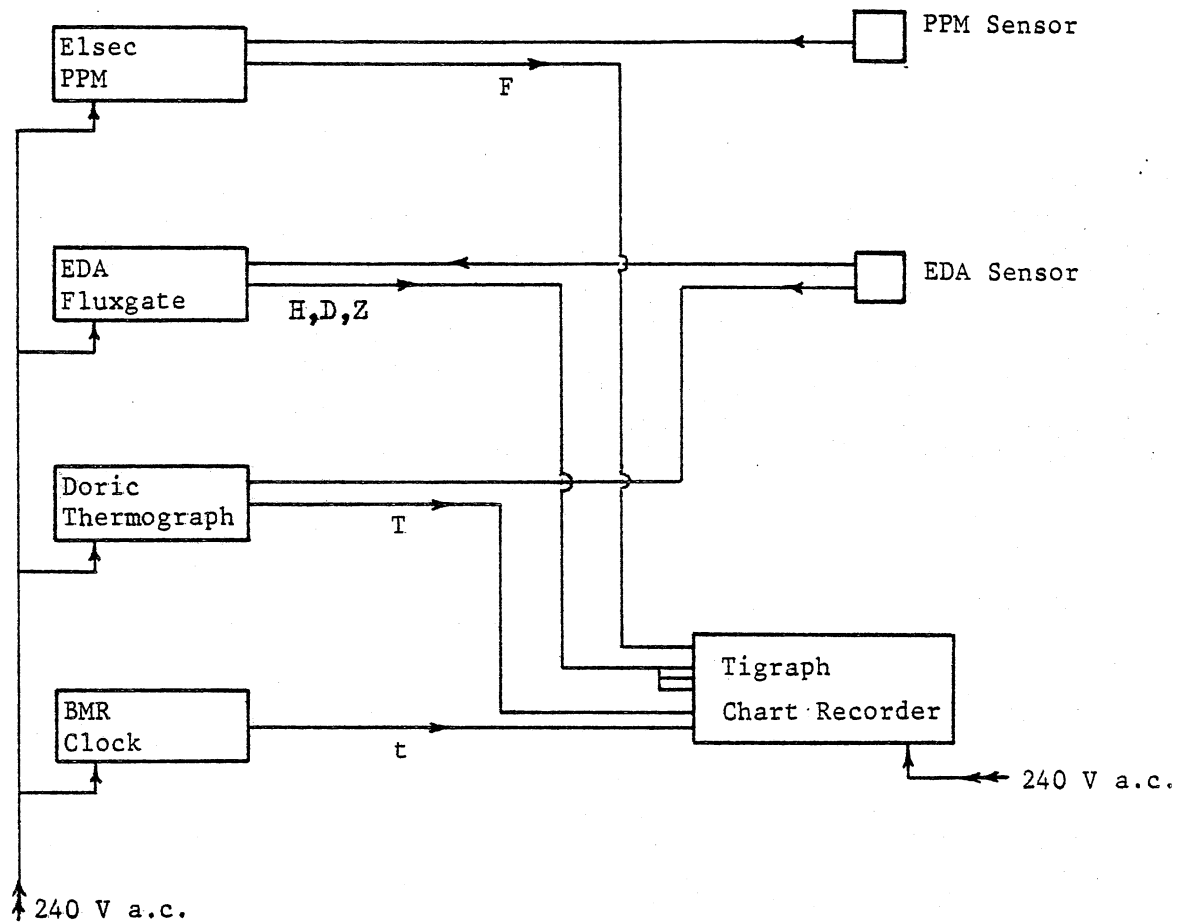 Elsec
PPM
PPM Sensor
F
EDA
Fluxgate
EDA Sensor
H,D,Z
Doric
Thermograph
T
Tigraph
Chart Recorder
BMR
Clock
t
240 V a.c.
240 V a.c.